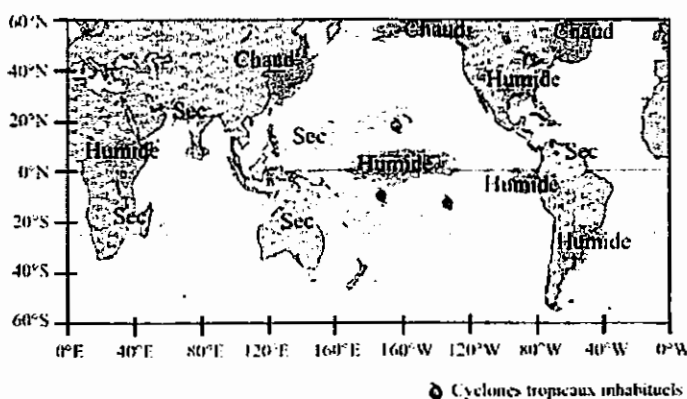 60°N
Chaud
Chaud
Chaud
40°N
Humide
20°N
Sec
Sec
Humide
Humide
Sec
0°N
Humide
Sec
Sec
20°S
Humide
40°S
60°S
0°E 40°E 80°E 120°E 160°E 160°W 120°W 80°W 40°W 0°W
Cyclones tropicaux inhabituels